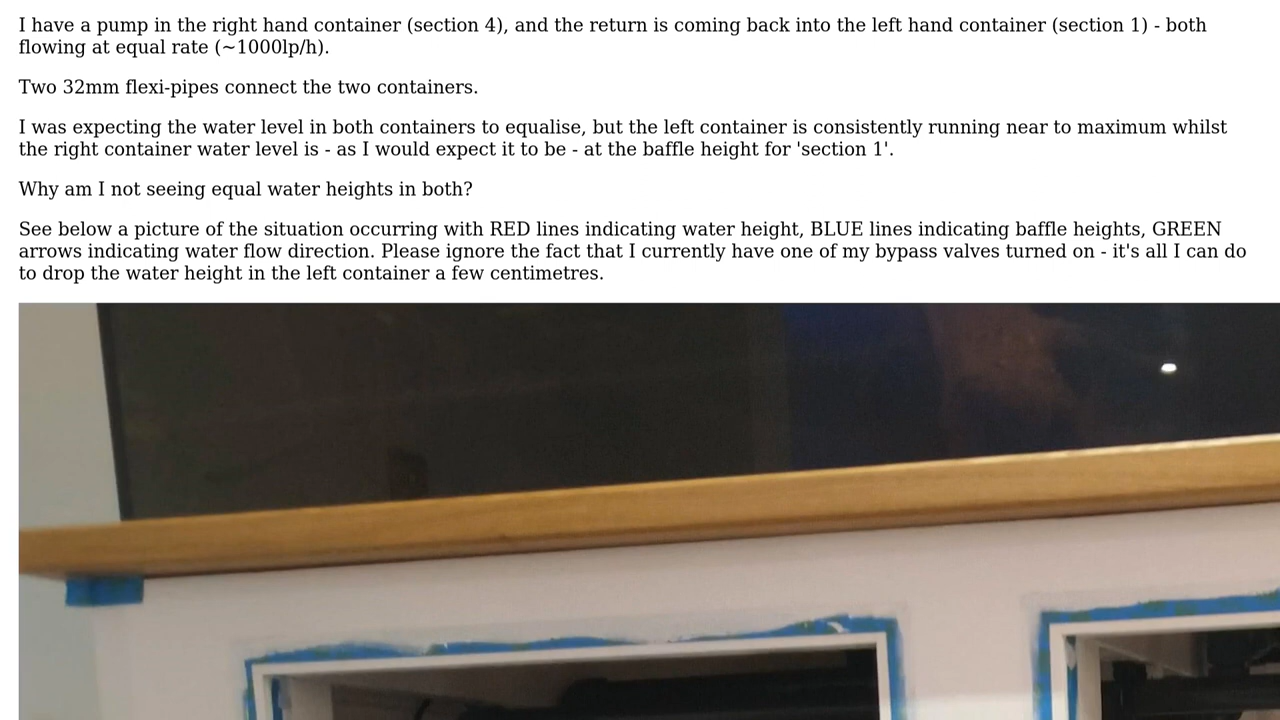 I have a pump in the right hand container (section 4), and the return is coming back into the left hand container (section 1) - both
flowing at equal rate (~1000lp/h).
Two 32mm flexi-pipes connect the two containers.
I was expecting the water level in both containers to equalise, but the left container is consistently running near to maximum whilst
the right container water level is - as I would expect it to be - at the baffle height for 'section 1'.
Why am I not seeing equal water heights in both?
See below a picture of the situation occurring with RED lines indicating water height, BLUE lines indicating baffle heights, GREEN
arrows indicating water flow direction. Please ignore the fact that I currently have one of my bypass valves turned on - it's all I can do
to drop the water height in the left container a few centimetres.